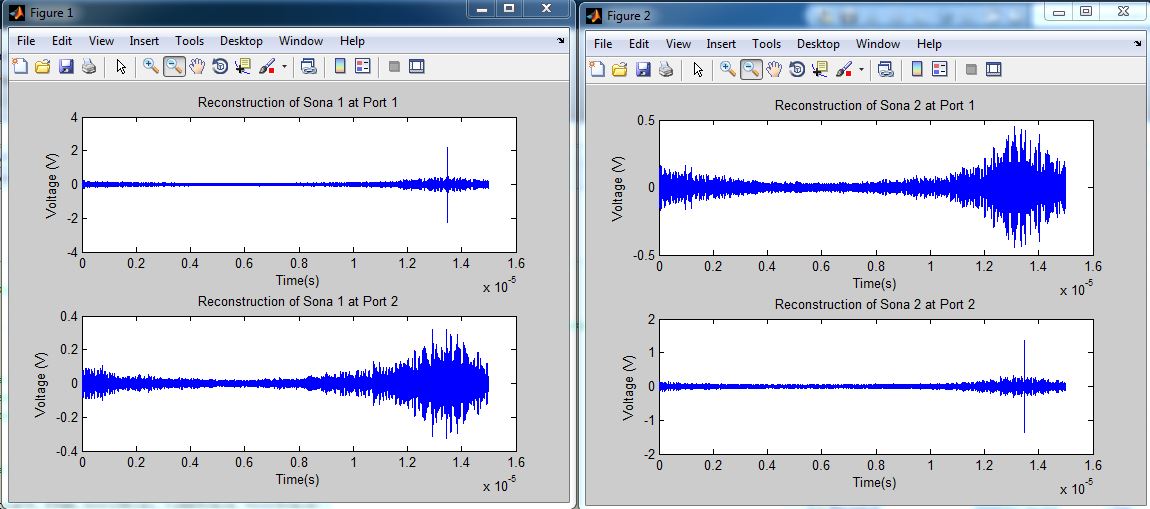 Figure 1
File Edit View Insert Tools Desktop Window Help
Reconstruction of Sona 1 at Port 1
4
2
0
-2
-4
Voltage (V)
0 0.2 0.4 0.6 0.8 1 1.2 1.4 1.6
Time(s)
x 10-5
Reconstruction of Sona 1 at Port 2
0.4
0.2
0
-0.2
-0.4
Voltage (V)
0 0.2 0.4 0.6 0.8 1 1.2 1.4 1.6
Time(s)
x 10-5
Figure 2
File Edit View Insert Tools Desktop Window Help
Reconstruction of Sona 2 at Port 1
0.5
0
-0.5
Voltage (V)
0 0.2 0.4 0.6 0.8 1 1.2 1.4 1.6
Time(s)
x 10-5
Reconstruction of Sona 2 at Port 2
2
1
0
-1
-2
Voltage (V)
0 0.2 0.4 0.6 0.8 1 1.2 1.4 1.6
Time(s)
x 10-5